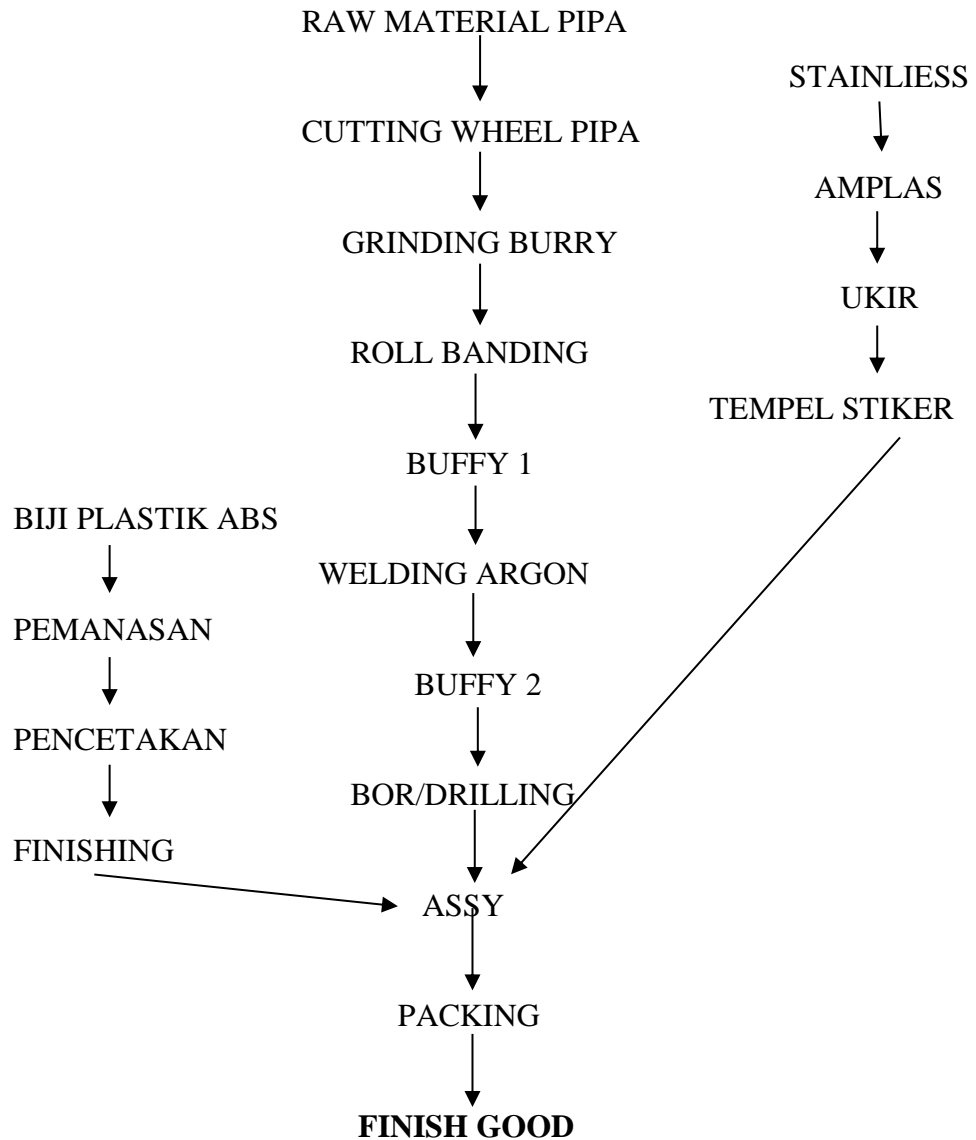 RAW MATERIAL PIPA
STAINLIESS
CUTTING WHEEL PIPA
AMPLAS
GRINDING BURRY
UKIR
ROLL BANDING
TEMPEL STIKER
BUFFY 1
BIJI PLASTIK ABS
WELDING ARGON
PEMANASAN
BUFFY 2
PENCETAKAN
BOR/DRILLING
FINISHING
ASSY
PACKING
FINISH GOOD